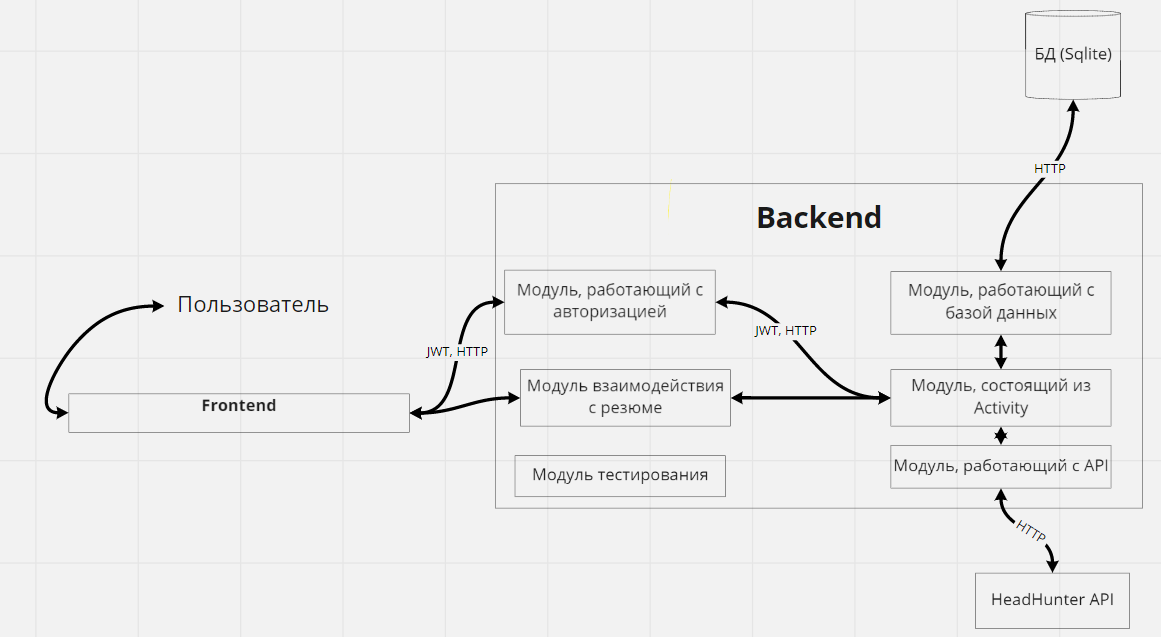 БД (Sqlite)
HTTP
Backend
Модуль, работающий с
авторизацией
Модуль, работающий с
базой данных
Пользователь
JWT, HTTP
JWT, HTTP
Frontend
Модуль взаимодействия
с резюме
Модуль, состоящий из
Activity
Модуль тестирования
Модуль, работающий с API
HTTP
HeadHunter API